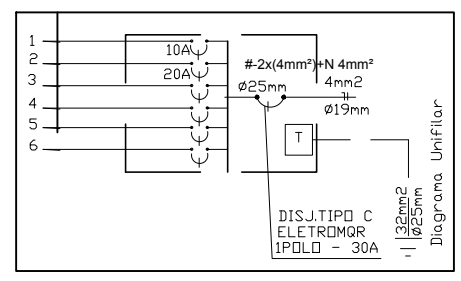 1
2
3
4
5
6
10A
20A
#-2x(4mm²)+N 4mm²
Ø25mm
4mm2
Ø19mm
T
DISJ.TIPO C
ELETROMQR
1POLO - 30A
32mm2
Ø25mm
Diagrama Unifilar